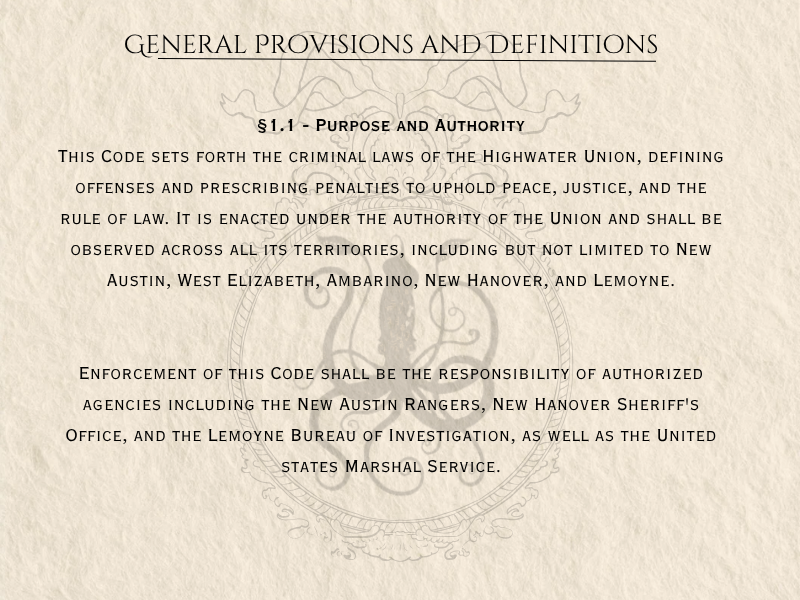 General Provisions and Definitions
§1.1 - Purpose and Authority
This Code sets forth the criminal laws of the Highwater Union, defining
offenses and prescribing penalties to uphold peace, justice, and the
rule of law. It is enacted under the authority of the Union and shall be
observed across all its territories, including but not limited to New
Austin, West Elizabeth, Ambarino, New Hanover, and Lemoyne.
Enforcement of this Code shall be the responsibility of authorized
agencies including the New Austin Rangers, New Hanover Sheriff's
Office, and the Lemoyne Bureau of Investigation, as well as the United
states Marshal Service.